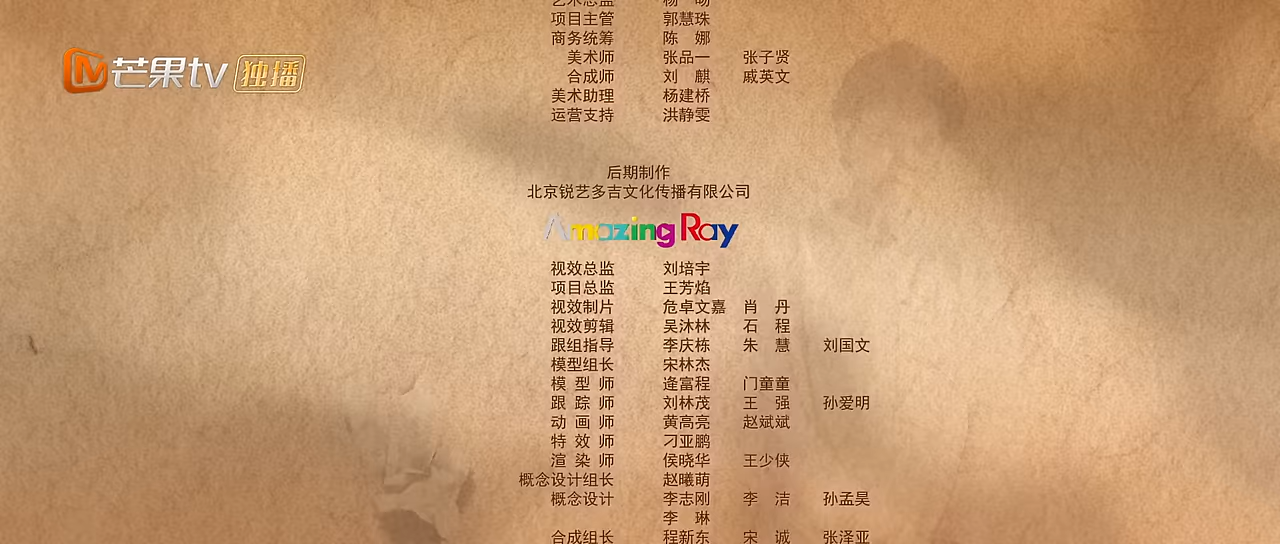 艺术总监 杨 旸
项目主管 郭慧珠
商务统筹 陈 娜
芒果tv 独播
美术师 张品一 张子贤
合成师 刘 麒 戚英文
美术助理 杨建桥
运营支持 洪静雯
后期制作
北京锐艺多吉文化传播有限公司
Amazing Ray
视效总监 刘培宇
项目总监 王芳焰
视效制片 危卓文嘉 肖 丹
视效剪辑 吴沐林 石 程
跟组指导 李庆栋 朱 慧 刘国文
模型组长 宋林杰
模 型 师 逄富程 门童童
跟 踪 师 刘林茂 王 强 孙爱明
动 画 师 黄高亮 赵斌斌
特 效 师 刁亚鹏
渲 染 师 侯晓华 王少侠
概念设计组长 赵曦萌
概念设计 李志刚 李 洁 孙孟昊
李 琳
合成组长 程新东 宋 诚 张泽亚